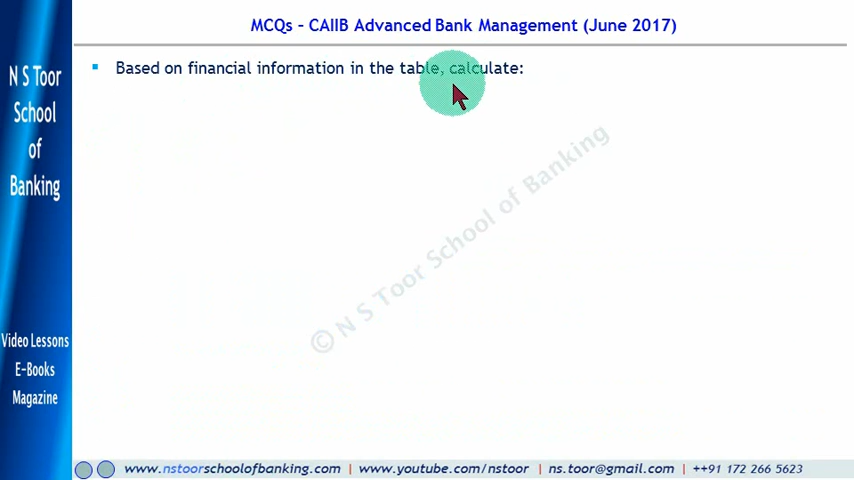 MCQs - CAIIB Advanced Bank Management (June 2017)
N S Toor
School
of
Banking
Based on financial information in the table, calculate:
© N S Toor School of Banking
Video Lessons
E-Books
Magazine
www.nstoorschoolofbanking.com | www.youtube.com/nstoor | ns.toor@gmail.com | ++91 172 266 5623